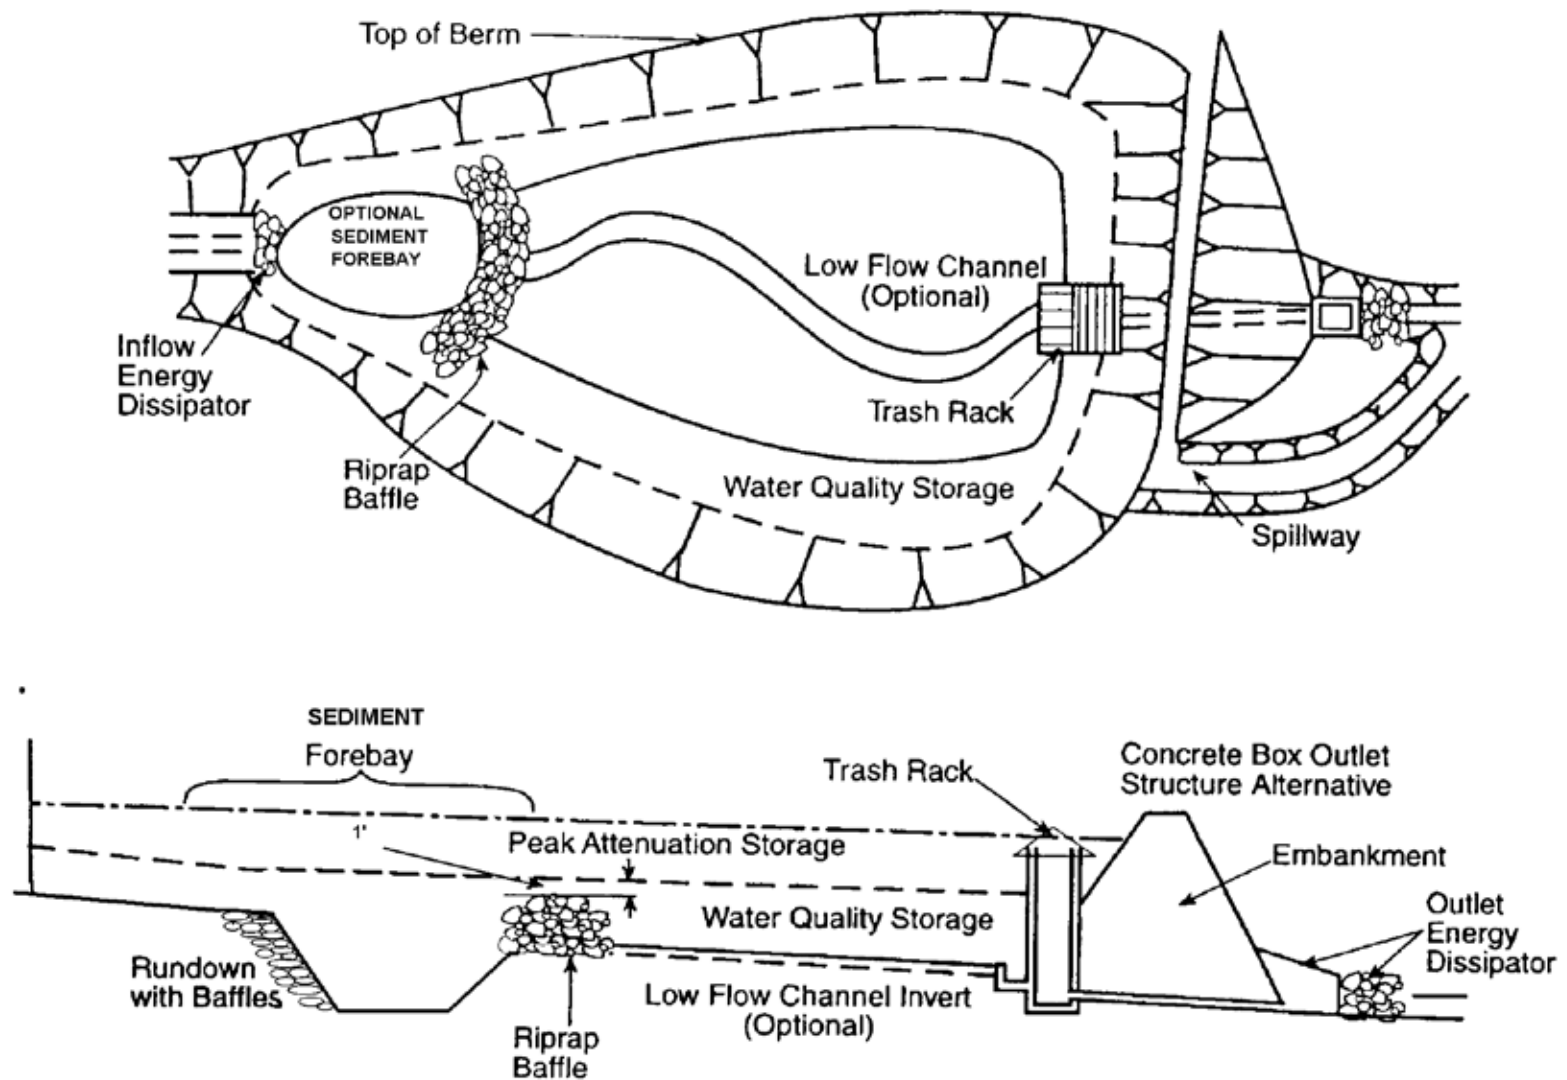 Top of Berm
OPTIONAL
SEDIMENT
FOREBAY
Low Flow Channel
(Optional)
Inflow
Energy
Dissipator
Trash Rack
Riprap
Baffle
Water Quality Storage
Spillway
SEDIMENT
Forebay
Trash Rack
Concrete Box Outlet
Structure Alternative
1'
Peak Attenuation Storage
Embankment
Water Quality Storage
Outlet
Energy
Dissipator
Rundown
with Baffles
Low Flow Channel Invert
(Optional)
Riprap
Baffle